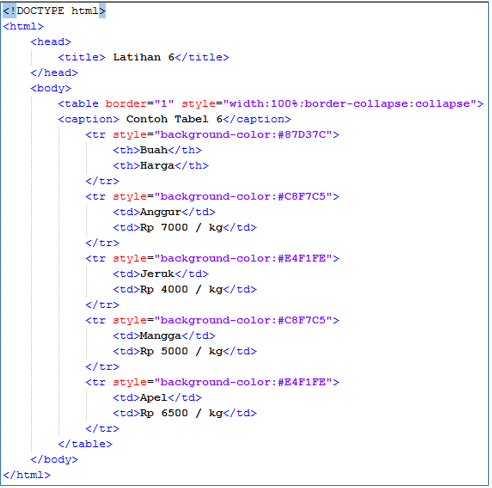 <!DOCTYPE html>
<html>
    <head>
        <title> Latihan 6</title>
    </head>
    <body>
        <table border="1" style="width:100%;border-collapse:collapse">
        <caption> Contoh Tabel 6</caption>
            <tr style="background-color:#87D37C">
                <th>Buah</th>
                <th>Harga</th>
            </tr>
            <tr style="background-color:#C8F7C5">
                <td>Anggur</td>
                <td>Rp 7000 / kg</td>
            </tr>
            <tr style="background-color:#E4F1FE">
                <td>Jeruk</td>
                <td>Rp 4000 / kg</td>
            </tr>
            <tr style="background-color:#C8F7C5">
                <td>Mangga</td>
                <td>Rp 5000 / kg</td>
            </tr>
            <tr style="background-color:#E4F1FE">
                <td>Apel</td>
                <td>Rp 6500 / kg</td>
            </tr>
        </table>
    </body>
</html>